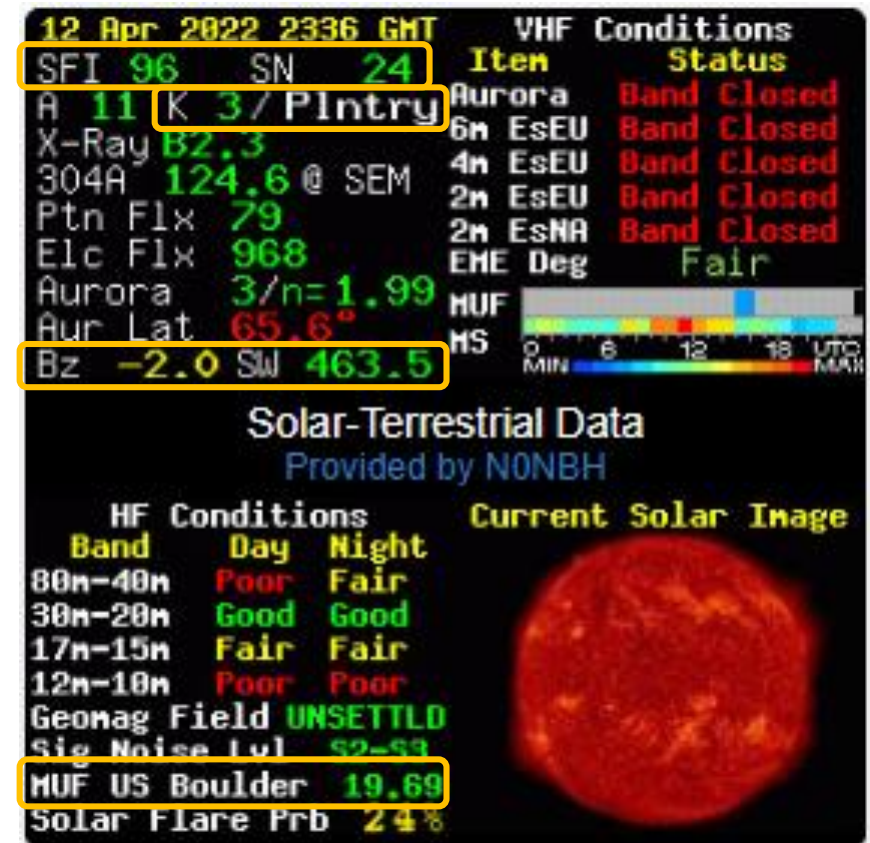 12 Apr 2022 2336 GMT
SFI 96 SN 24
A 11 K 3 / Plntry
X-Ray B2.3
304A 124.6 @ SEM
Ptn Flx 79
Elc Flx 968
Aurora 3/n=1.99
Aur Lat 65.6°
Bz -2.0 SW 463.5
VHF Conditions
Item Status
Aurora Band Closed
6m EsEU Band Closed
4m EsEU Band Closed
2m EsEU Band Closed
2m EsNA Band Closed
EME Deg Fair
MUF
MS
0 6 12 18 UTC
MIN MAX
Solar-Terrestrial Data
Provided by N0NBH
HF Conditions
Band Day Night
80m-40m Poor Fair
30m-20m Good Good
17m-15m Fair Fair
12m-10m Poor Poor
Geomag Field UNSETTLD
Sig Noise Lvl S2-S3
MUF US Boulder 19.69
Solar Flare Prb 24%
Current Solar Image